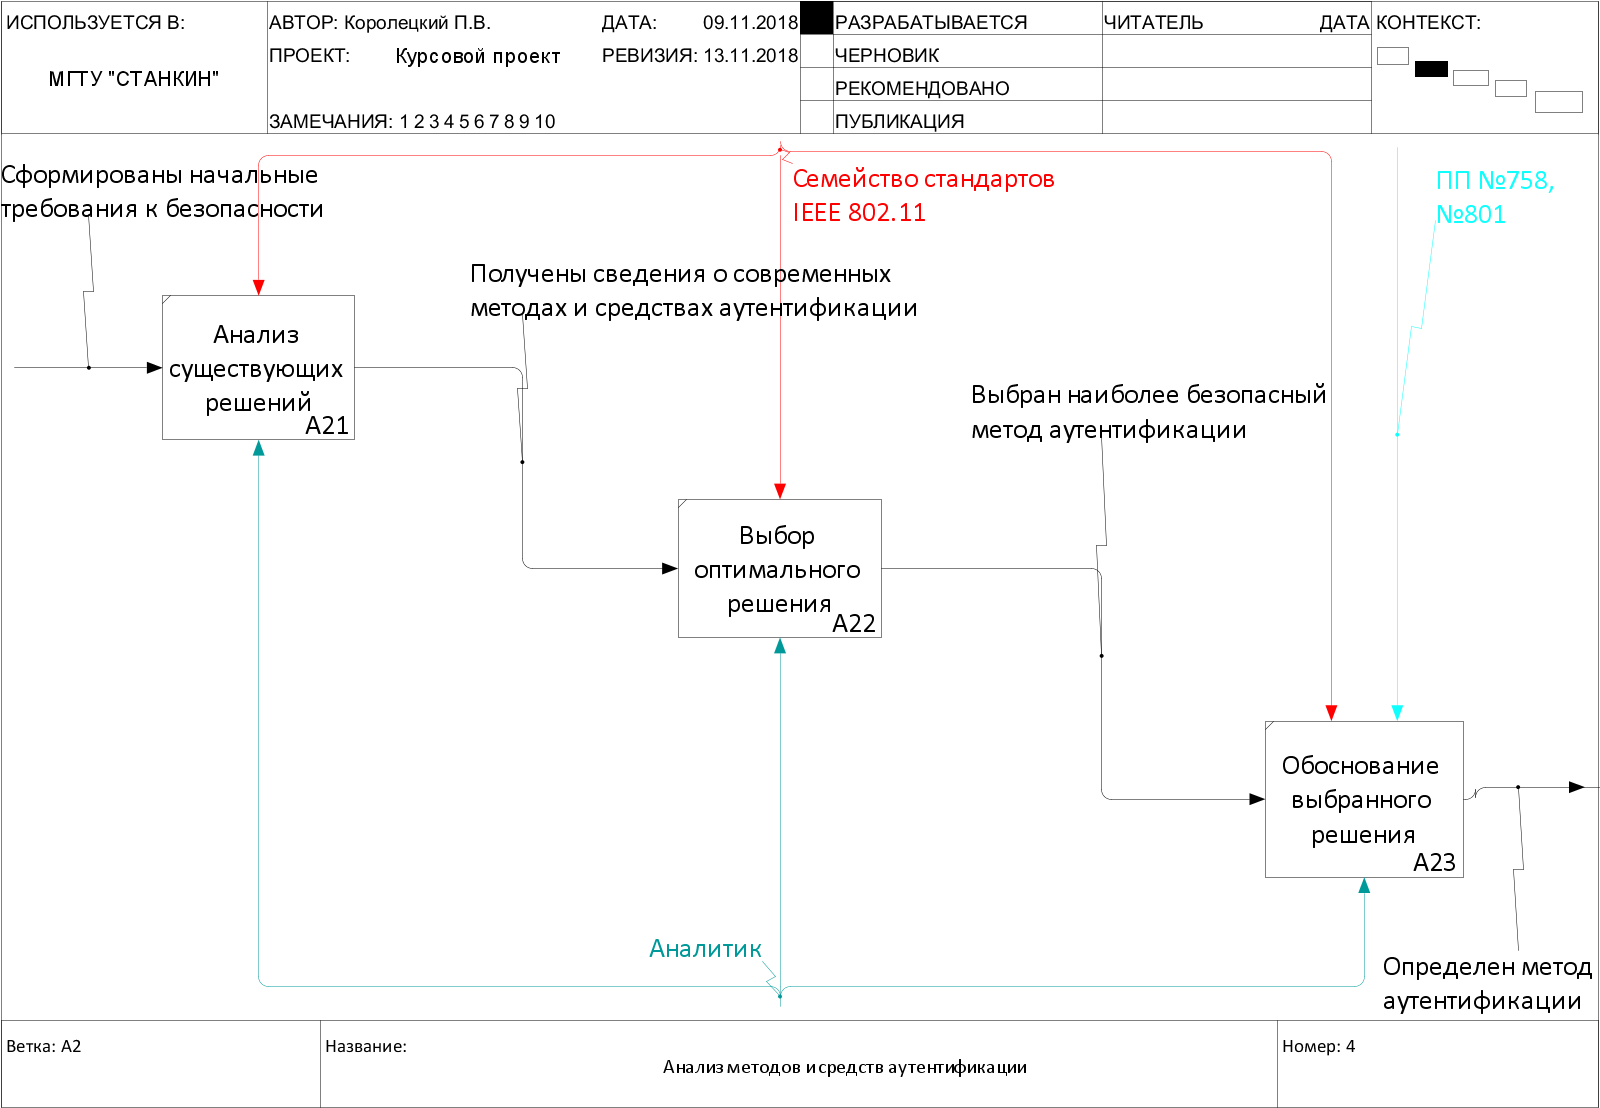 ИСПОЛЬЗУЕТСЯ В:
МГТУ "СТАНКИН"
АВТОР: Королецкий П.В.
ДАТА: 09.11.2018
ПРОЕКТ: Курсовой проект
РЕВИЗИЯ: 13.11.2018
ЗАМЕЧАНИЯ: 1 2 3 4 5 6 7 8 9 10
РАЗРАБАТЫВАЕТСЯ
ЧЕРНОВИК
РЕКОМЕНДОВАНО
ПУБЛИКАЦИЯ
ЧИТАТЕЛЬ
ДАТА
КОНТЕКСТ:
Сформированы начальные
требования к безопасности
Семейство стандартов
IEEE 802.11
ПП №758,
№801
Получены сведения о современных
методах и средствах аутентификации
Анализ
существующих
решений
A21
Выбран наиболее безопасный
метод аутентификации
Выбор
оптимального
решения
A22
Обоснование
выбранного
решения
A23
Аналитик
Определен метод
аутентификации
Ветка: A2
Название:
Анализ методов и средств аутентификации
Номер: 4